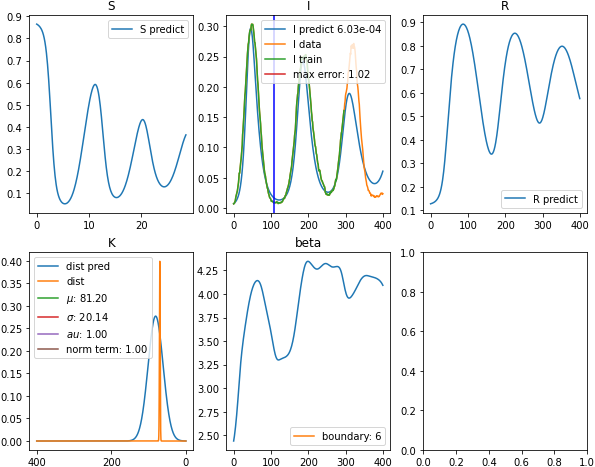 S
0.9
0.8
0.7
0.6
0.5
0.4
0.3
0.2
0.1
0 10 20
S predict
I
0.30
0.25
0.20
0.15
0.10
0.05
0.00
0 100 200 300 400
I predict 6.03e-04
I data
I train
max error: 1.02
R
0.9
0.8
0.7
0.6
0.5
0.4
0.3
0.2
0.1
0 100 200 300 400
R predict
K
0.40
0.35
0.30
0.25
0.20
0.15
0.10
0.05
0.00
400 200 0
dist pred
dist
μ: 81.20
σ: 20.14
au: 1.00
norm term: 1.00
beta
4.25
4.00
3.75
3.50
3.25
3.00
2.75
2.50
0 100 200 300 400
boundary: 6
1.0
0.8
0.6
0.4
0.2
0.0
0.0 0.2 0.4 0.6 0.8 1.0